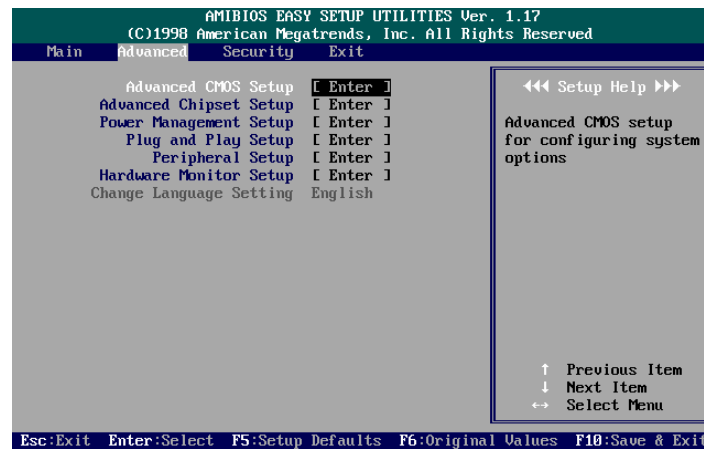 AMIBIOS EASY SETUP UTILITIES Ver. 1.17
(C)1998 American Megatrends, Inc. All Rights Reserved
Main Advanced Security Exit
Advanced CMOS Setup [ Enter ]
Advanced Chipset Setup [ Enter ]
Power Management Setup [ Enter ]
Plug and Play Setup [ Enter ]
Peripheral Setup [ Enter ]
Hardware Monitor Setup [ Enter ]
Change Language Setting English
Setup Help
Advanced CMOS setup
for configuring system
options
↑ Previous Item
↓ Next Item
↔ Select Menu
Esc:Exit Enter:Select F5:Setup Defaults F6:Original Values F10:Save & Exit